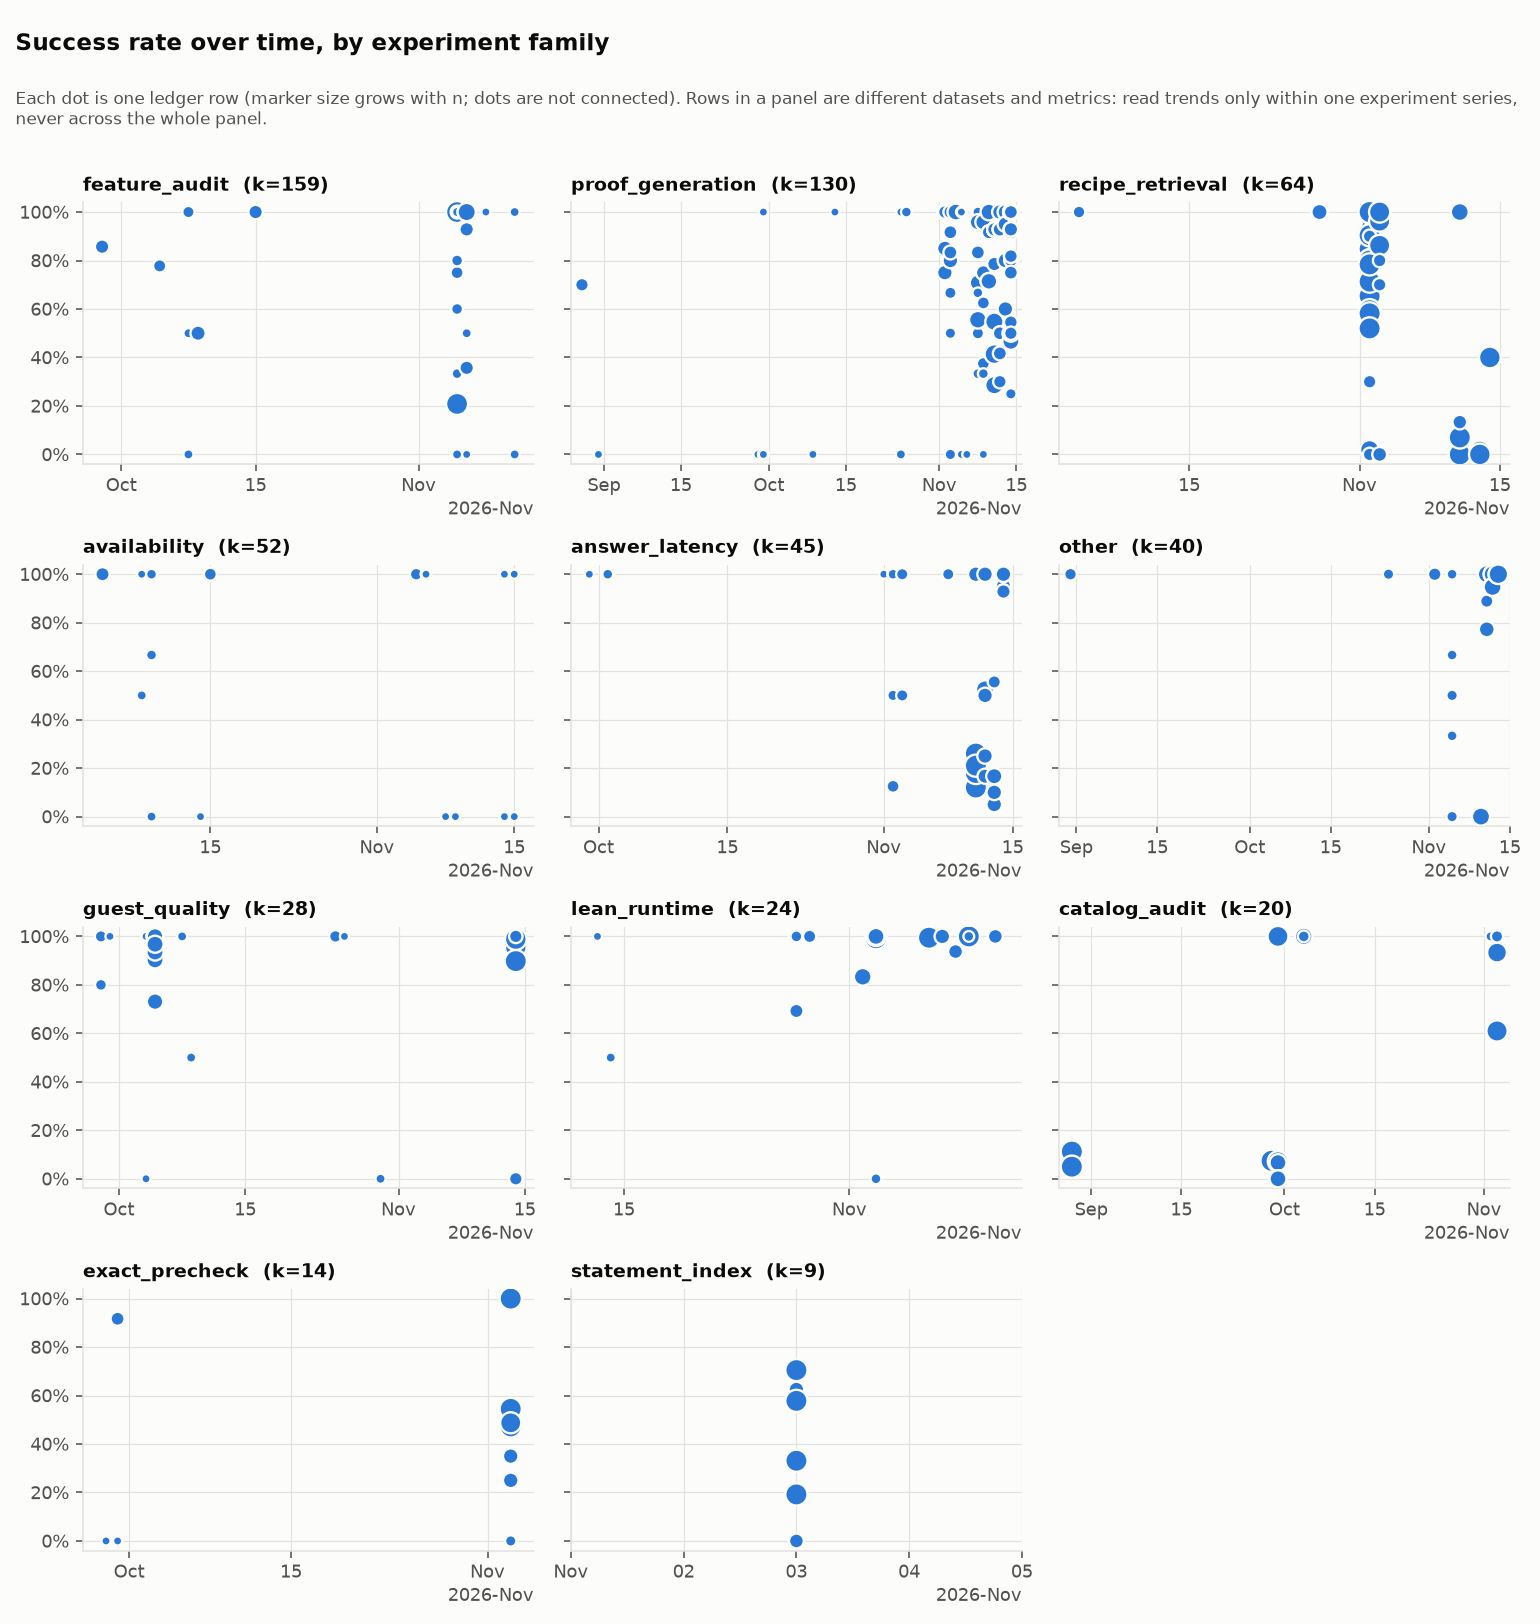 Success rate over time, by experiment family
Each dot is one ledger row (marker size grows with n; dots are not connected). Rows in a panel are different datasets and metrics: read trends only within one experiment series,
never across the whole panel.
feature_audit (k=159)
100%
80%
60%
40%
20%
0%
Oct 15 Nov
2026-Nov
proof_generation (k=130)
Sep 15 Oct 15 Nov 15
2026-Nov
recipe_retrieval (k=64)
15 Nov 15
2026-Nov
availability (k=52)
100%
80%
60%
40%
20%
0%
15 Nov 15
2026-Nov
answer_latency (k=45)
Oct 15 Nov 15
2026-Nov
other (k=40)
Sep 15 Oct 15 Nov 15
2026-Nov
guest_quality (k=28)
100%
80%
60%
40%
20%
0%
Oct 15 Nov 15
2026-Nov
lean_runtime (k=24)
15 Nov
2026-Nov
catalog_audit (k=20)
Sep 15 Oct 15 Nov
2026-Nov
exact_precheck (k=14)
100%
80%
60%
40%
20%
0%
Oct 15 Nov
2026-Nov
statement_index (k=9)
Nov 02 03 04 05
2026-Nov